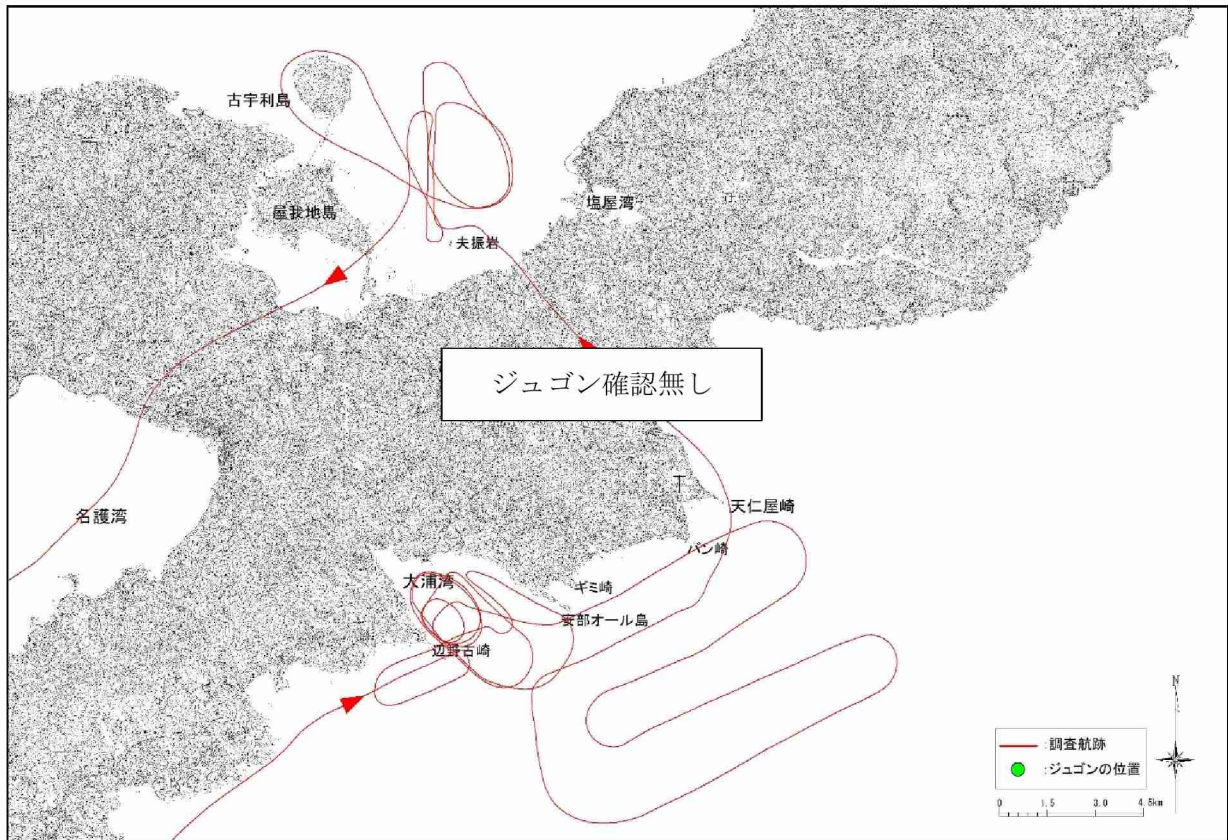 古宇利島
屋我地島
塩屋湾
夫振岩
ジュゴン確認無し
名護湾
天仁屋崎
バン崎
大浦湾
ギミ崎
安部オール島
辺野古崎
N
:調査航跡
:ジュゴンの位置
0 1.5 3.0 4.5km